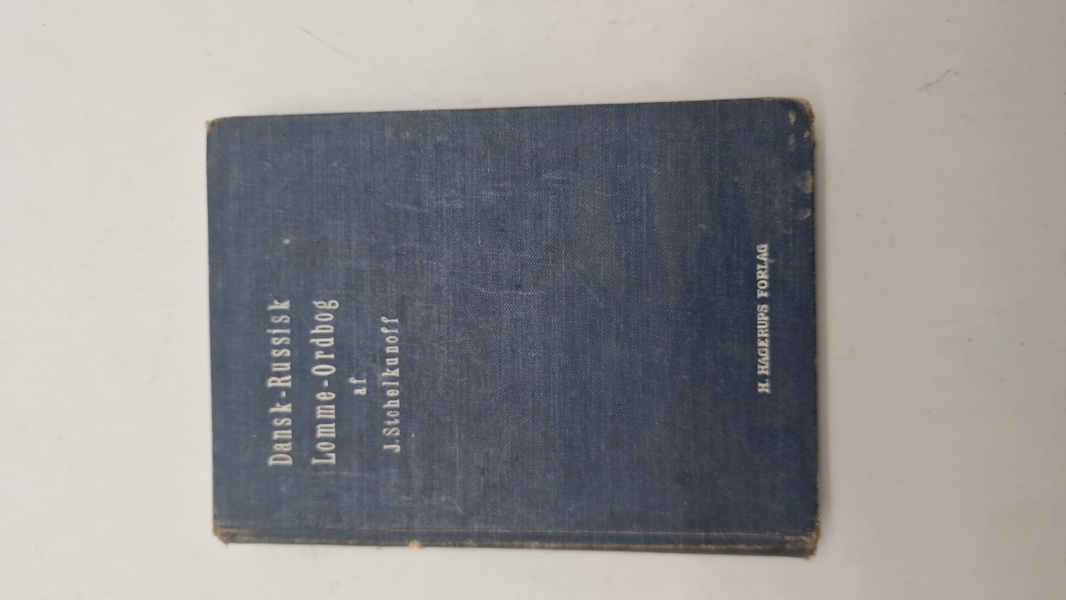 Dansk-Russisk
Lomme-Ordbog
af
J. Stchelkunoff
H. HAGERUPS FORLAG